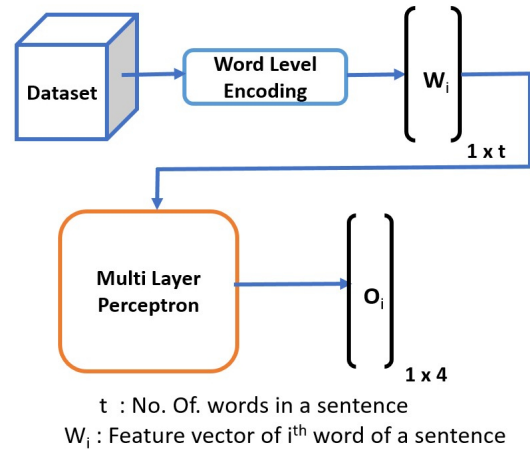 Dataset
Word Level
Encoding
Wᵢ
1 x t
Multi Layer
Perceptron
Oᵢ
1 x 4
t : No. Of. words in a sentence
Wᵢ : Feature vector of iᵗʰ word of a sentence